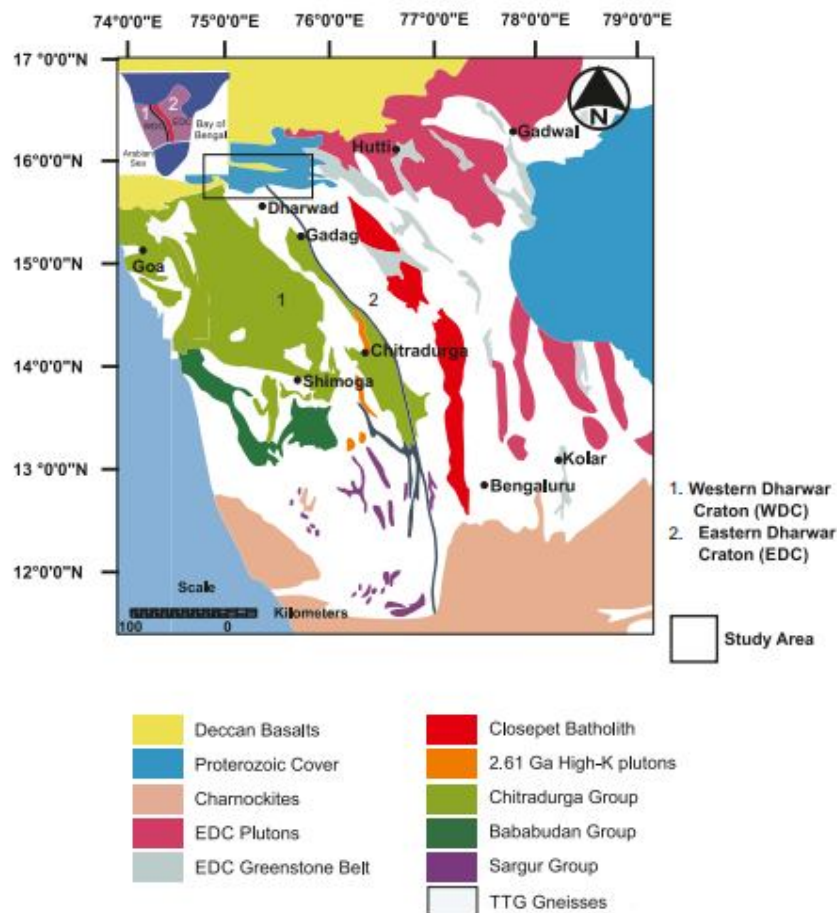 74°0'0"E 75°0'0"E 76°0'0"E 77°0'0"E 78°0'0"E 79°0'0"E
17 °0'0"N
16°0'0"N
15°0'0"N
14°0'0"N
13 °0'0"N
12°0'0"N
1
2
WDC
EDC
Bay of
Bengal
Arabian
Sea
N
Gadwal
Hutti
Dharwad
Gadag
Goa
1
2
Chitradurga
Shimoga
Kolar
Bengaluru
Scale
Kilometers
100 0
1. Western Dharwar
Craton (WDC)
2. Eastern Dharwar
Craton (EDC)
Study Area
Deccan Basalts
Proterozoic Cover
Charnockites
EDC Plutons
EDC Greenstone Belt
Closepet Batholith
2.61 Ga High-K plutons
Chitradurga Group
Bababudan Group
Sargur Group
TTG Gneisses